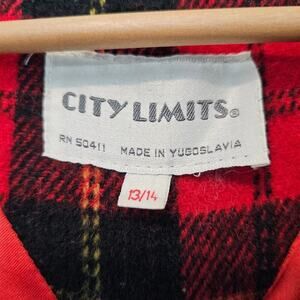 CITY LIMITS®
RN 50411 MADE IN YUGOSLAVIA
13/14